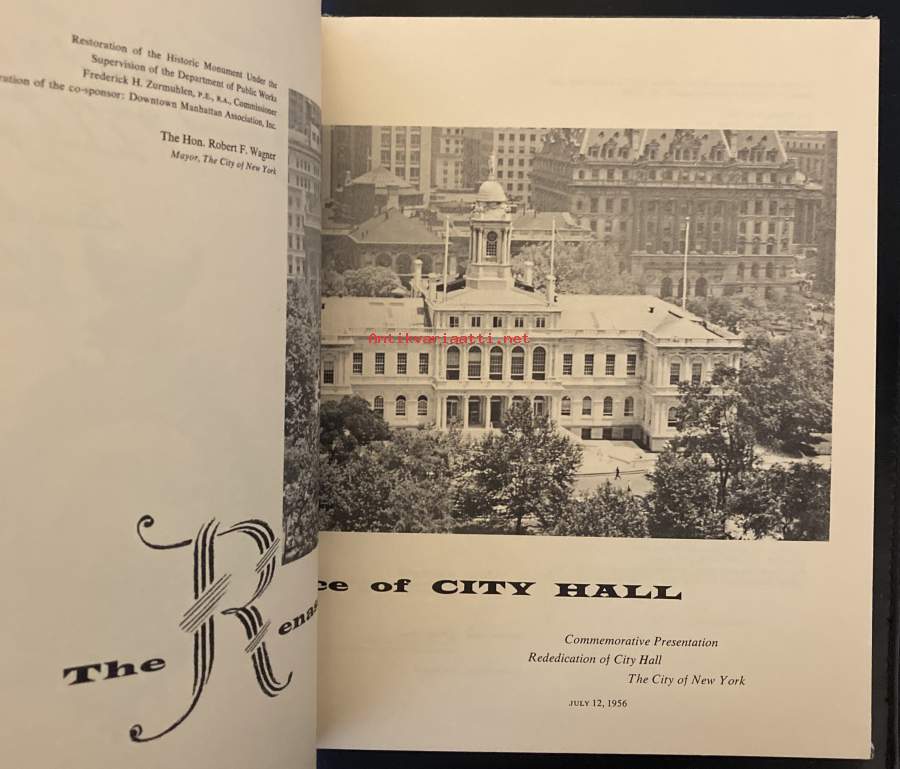 Restoration of the Historic Monument Under the
Supervision of the Department of Public Works
Frederick H. Zurmuhlen, P.E., R.A., Commissioner
ration of the co-sponsor: Downtown Manhattan Association, Inc.
The Hon. Robert F. Wagner
Mayor, The City of New York
Antikvariaatti.net
The Renas
ce of CITY HALL
Commemorative Presentation
Rededication of City Hall
The City of New York
JULY 12, 1956